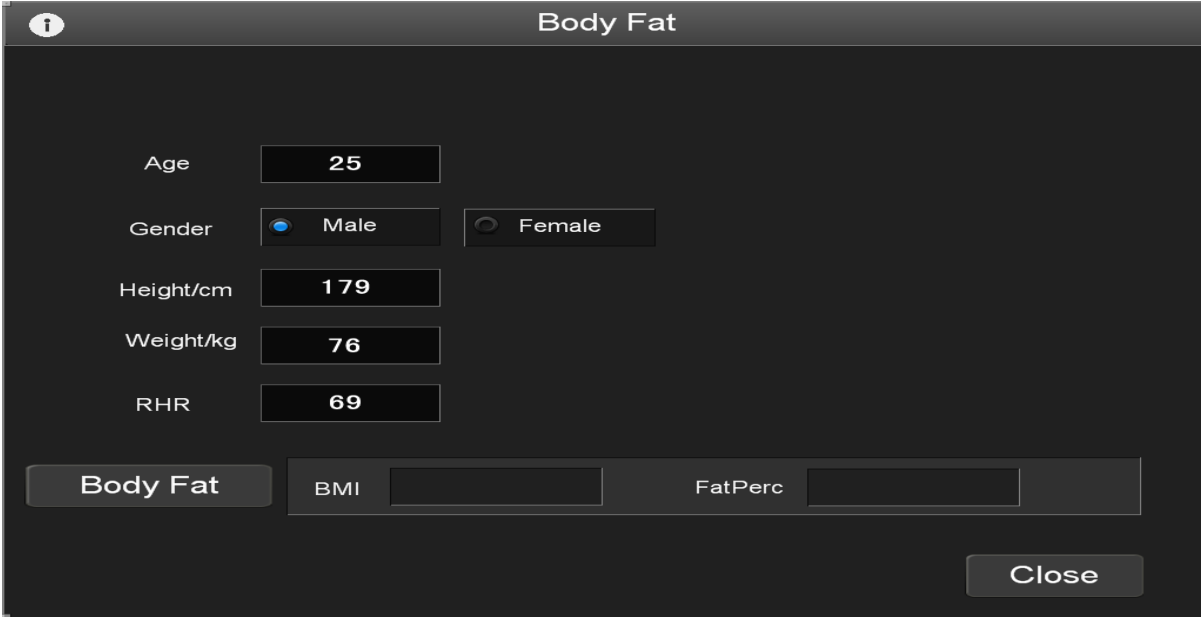 Body Fat
Age 25
Gender Male Female
Height/cm 179
Weight/kg 76
RHR 69
Body Fat BMI FatPerc
Close